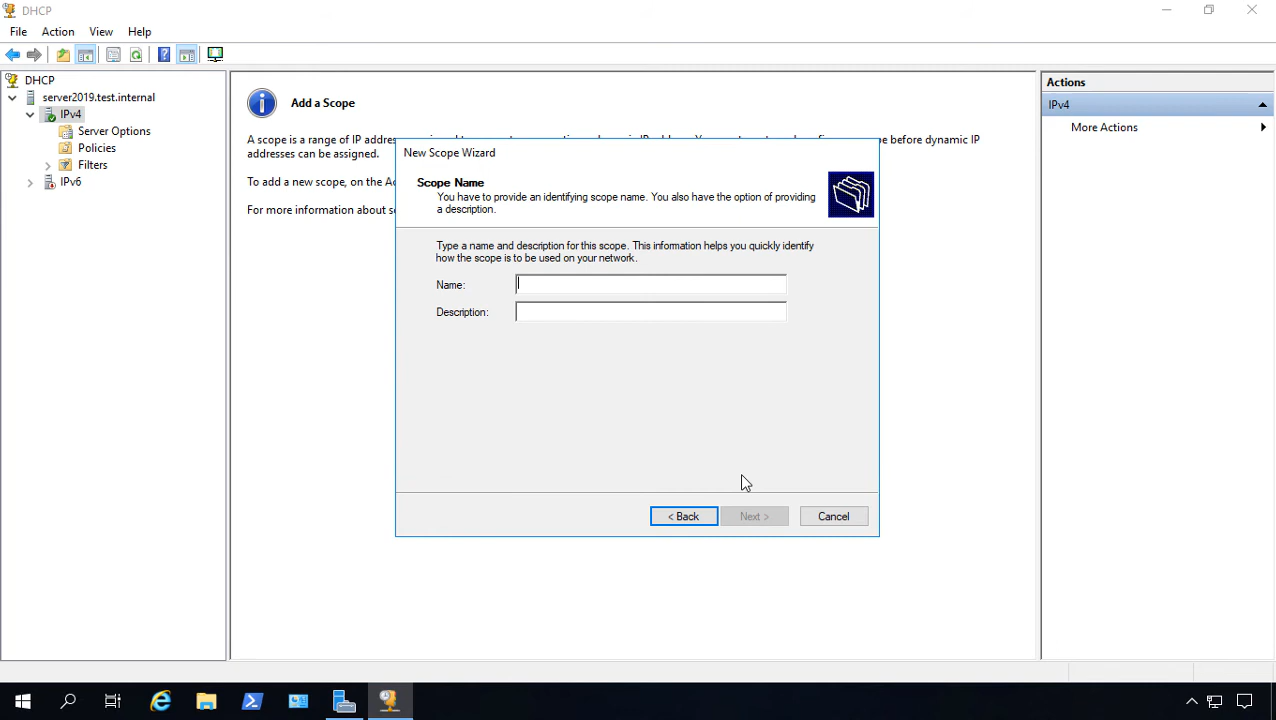 DHCP
File Action View Help
DHCP
server2019.test.internal
IPv4
Server Options
Policies
Filters
IPv6
Add a Scope
A scope is a range of IP addres
be before dynamic IP
addresses can be assigned.
To add a new scope, on the Ac
For more information about s
New Scope Wizard
Scope Name
You have to provide an identifying scope name. You also have the option of providing
a description.
Type a name and description for this scope. This information helps you quickly identify
how the scope is to be used on your network.
Name:
Description:
< Back
Next >
Cancel
Actions
IPv4
More Actions